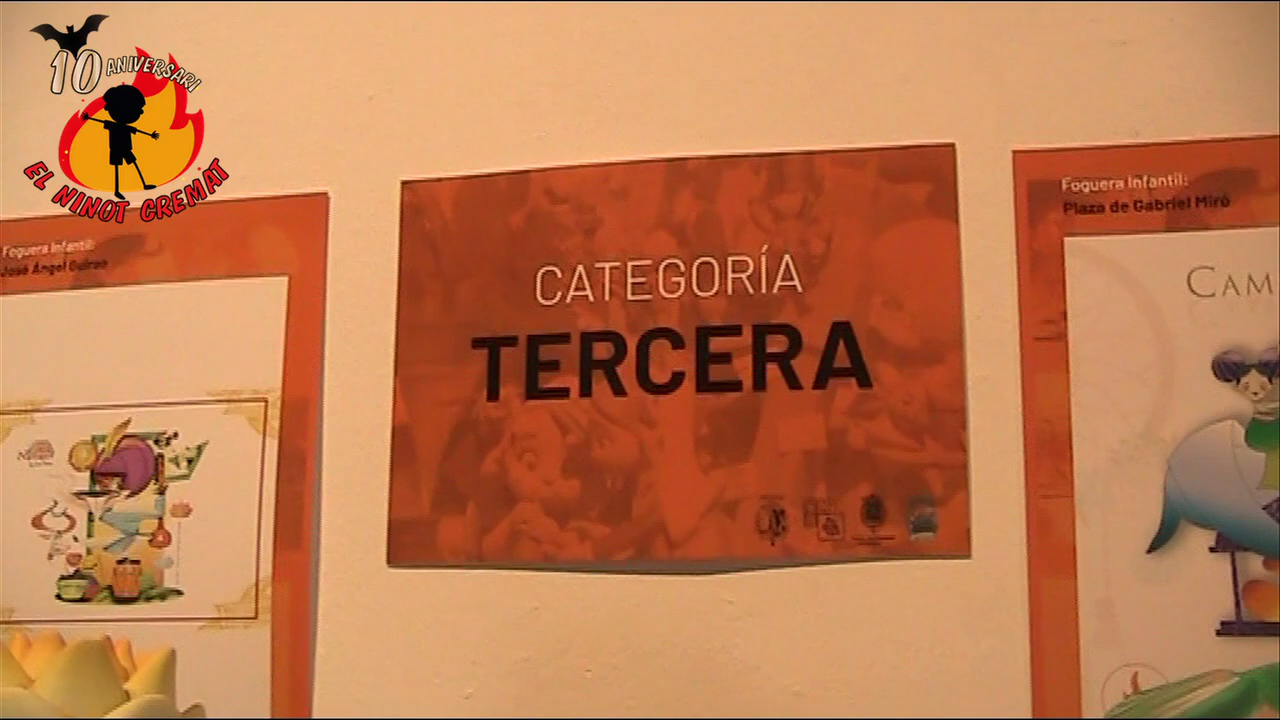 10 ANIVERSARI
EL NINOT CREMAT
Foguera Infantil:
José Ángel Guirao
CATEGORÍA
TERCERA
Foguera Infantil:
Plaza de Gabriel Miró
CAM